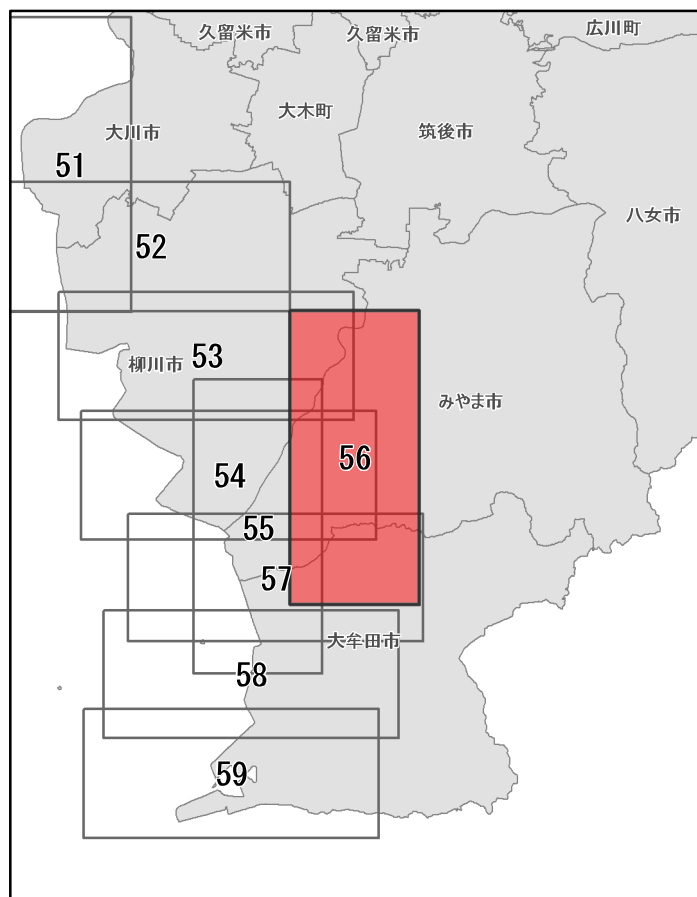 久留米市
久留米市
広川町
大木町
大川市
筑後市
51
八女市
52
53
柳川市
みやま市
56
54
55
57
大牟田市
58
59